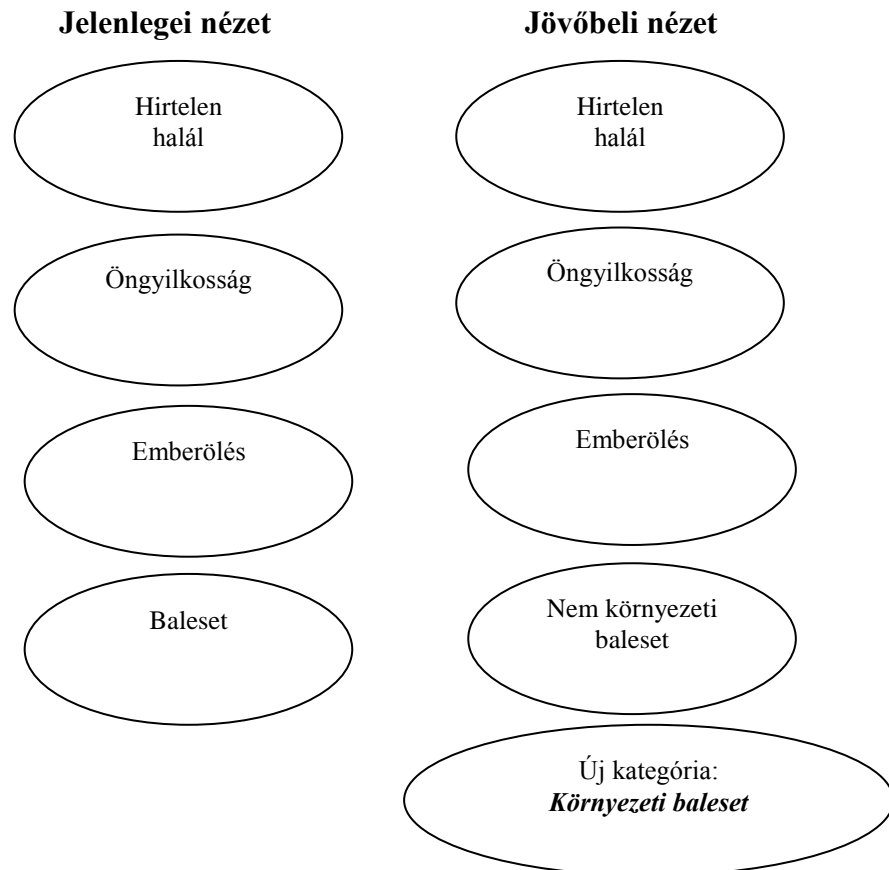 Jelenlegei nézet
Hirtelen
halál
Öngyilkosság
Emberölés
Baleset
Jövőbeli nézet
Hirtelen
halál
Öngyilkosság
Emberölés
Nem környezeti
baleset
Új kategória:
Környezeti baleset